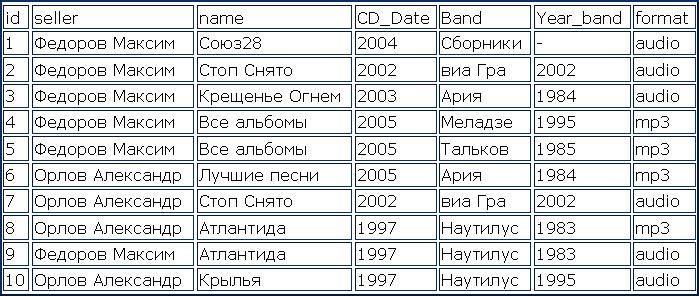 id seller name CD_Date Band Year_band format
1 Федоров Максим Союз28 2004 Сборники - audio
2 Федоров Максим Стоп Снято 2002 виа Гра 2002 audio
3 Федоров Максим Крещенье Огнем 2003 Ария 1984 audio
4 Федоров Максим Все альбомы 2005 Меладзе 1995 mp3
5 Федоров Максим Все альбомы 2005 Тальков 1985 mp3
6 Орлов Александр Лучшие песни 2005 Ария 1984 mp3
7 Орлов Александр Стоп Снято 2002 виа Гра 2002 audio
8 Орлов Александр Атлантида 1997 Наутилус 1983 mp3
9 Федоров Максим Атлантида 1997 Наутилус 1983 audio
10 Орлов Александр Крылья 1997 Наутилус 1995 audio